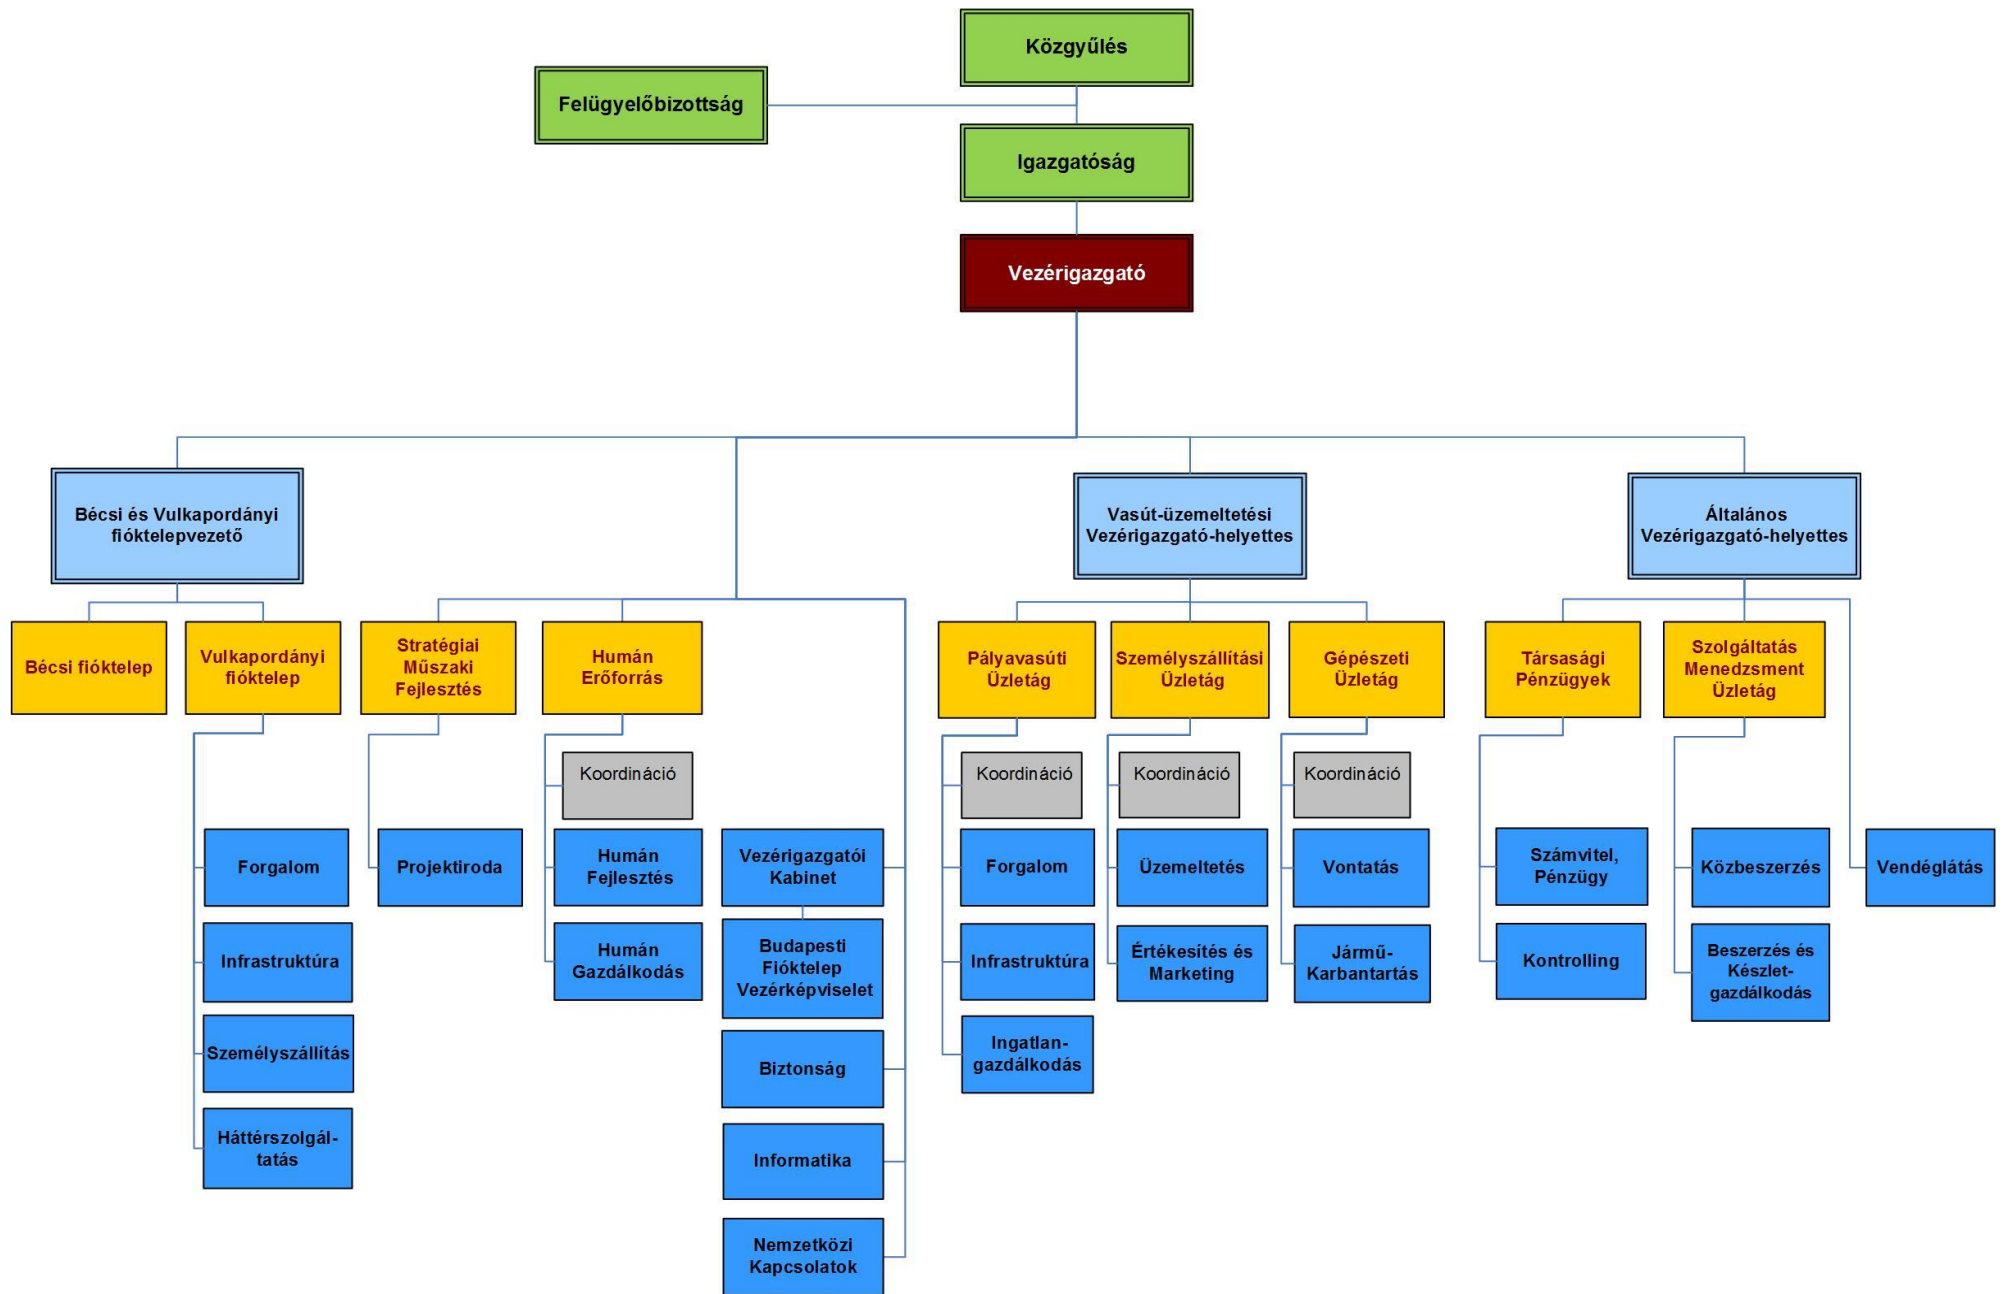 Közgyűlés
Felügyelőbizottság
Igazgatóság
Vezérigazgató
Bécsi és Vulkapordányi
fióktelepvezető
Vasút-üzemeltetési
Vezérigazgató-helyettes
Általános
Vezérigazgató-helyettes
Bécsi fióktelep
Vulkapordányi
fióktelep
Stratégiai
Műszaki
Fejlesztés
Humán
Erőforrás
Pályavasúti
Üzletág
Személyszállítási
Üzletág
Gépészeti
Üzletág
Társasági
Pénzügyek
Szolgáltatás
Menedzsment
Üzletág
Koordináció
Koordináció
Koordináció
Koordináció
Forgalom
Projektiroda
Humán
Fejlesztés
Vezérigazgatói
Kabinet
Forgalom
Üzemeltetés
Vontatás
Számvitel,
Pénzügy
Közbeszerzés
Vendéglátás
Infrastruktúra
Humán
Gazdálkodás
Budapesti
Fióktelep
Vezérképviselet
Infrastruktúra
Értékesítés és
Marketing
Jármű-
Karbantartás
Kontrolling
Beszerzés és
Készlet-
gazdálkodás
Személyszállítás
Biztonság
Ingatlan-
gazdálkodás
Háttérszolgál-
tatás
Informatika
Nemzetközi
Kapcsolatok